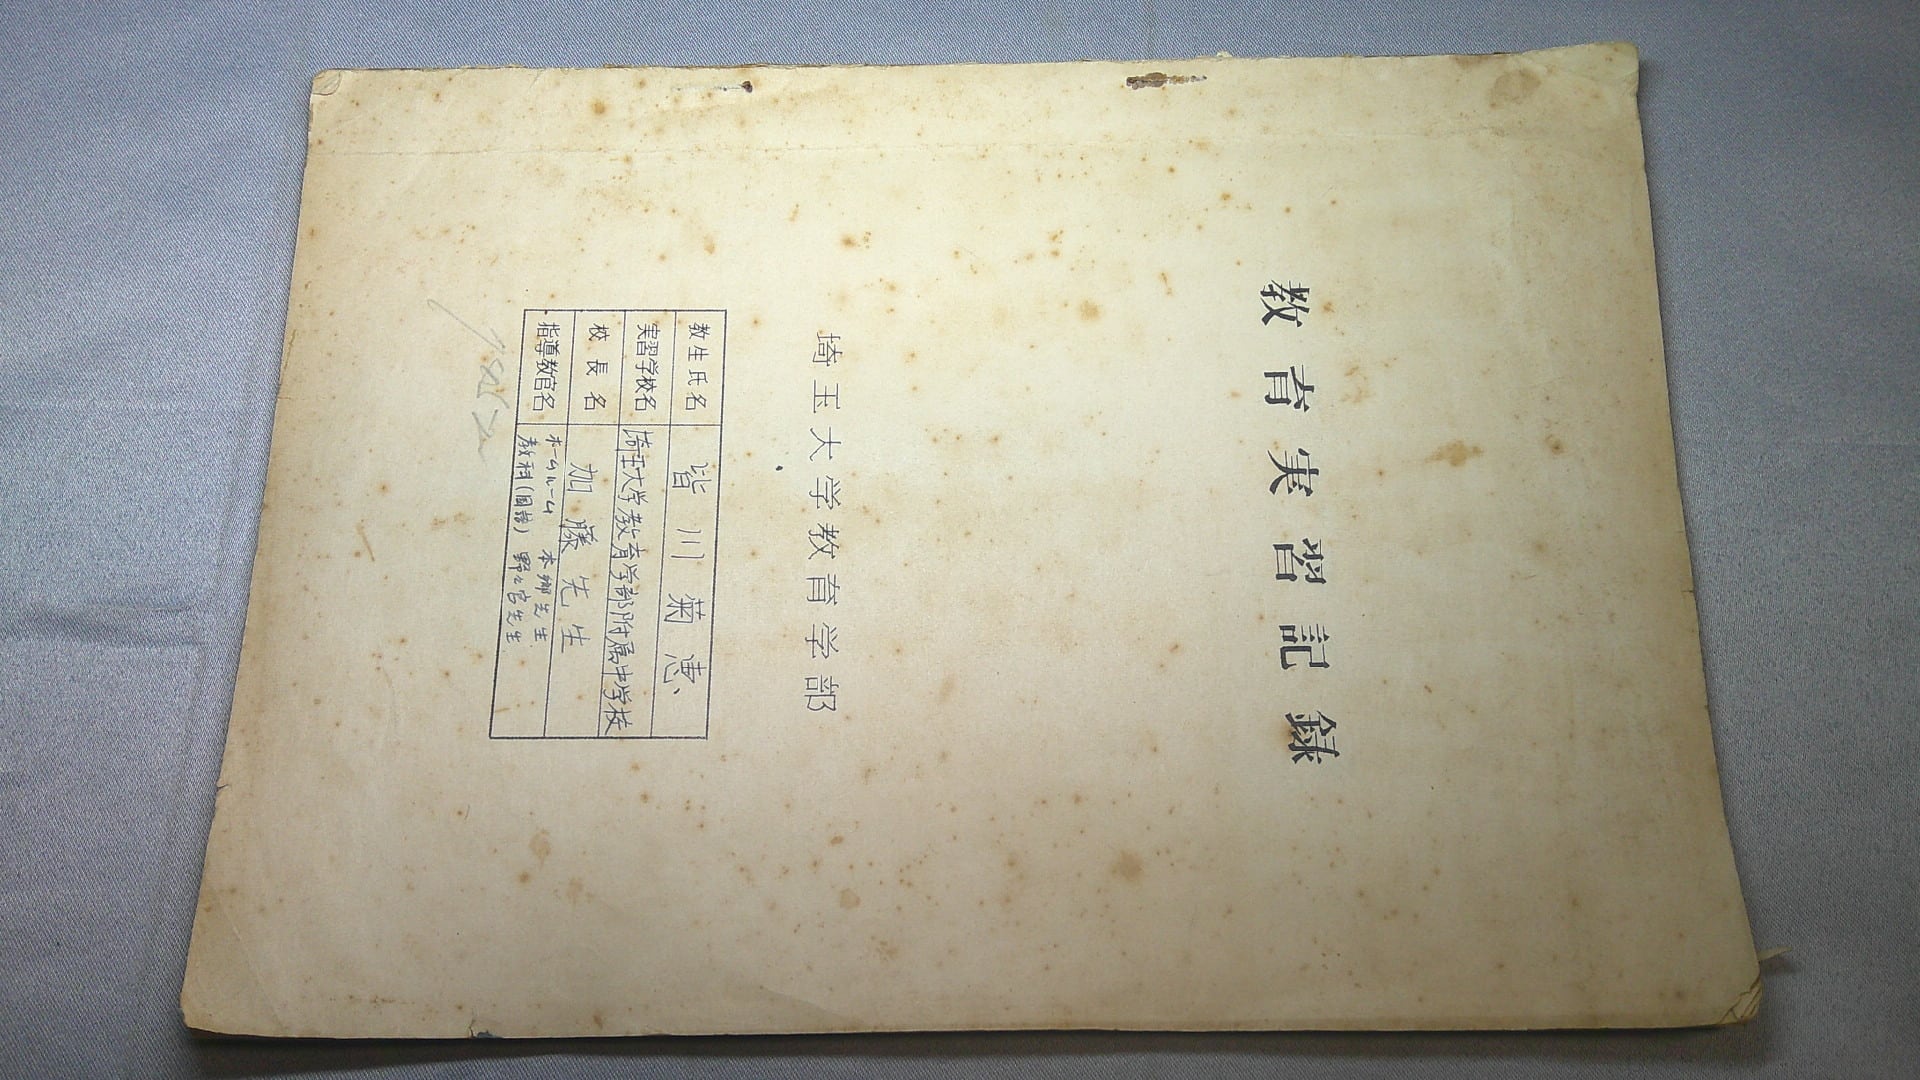 教育実習記録
埼玉大学教育学部
教生氏名 皆川菊恵
実習学校名 埼玉大学教育学部附属中学校
校長名 加藤先生
指導教官名 ホームルーム 本郷先生
教科(国語) 野々宮先生